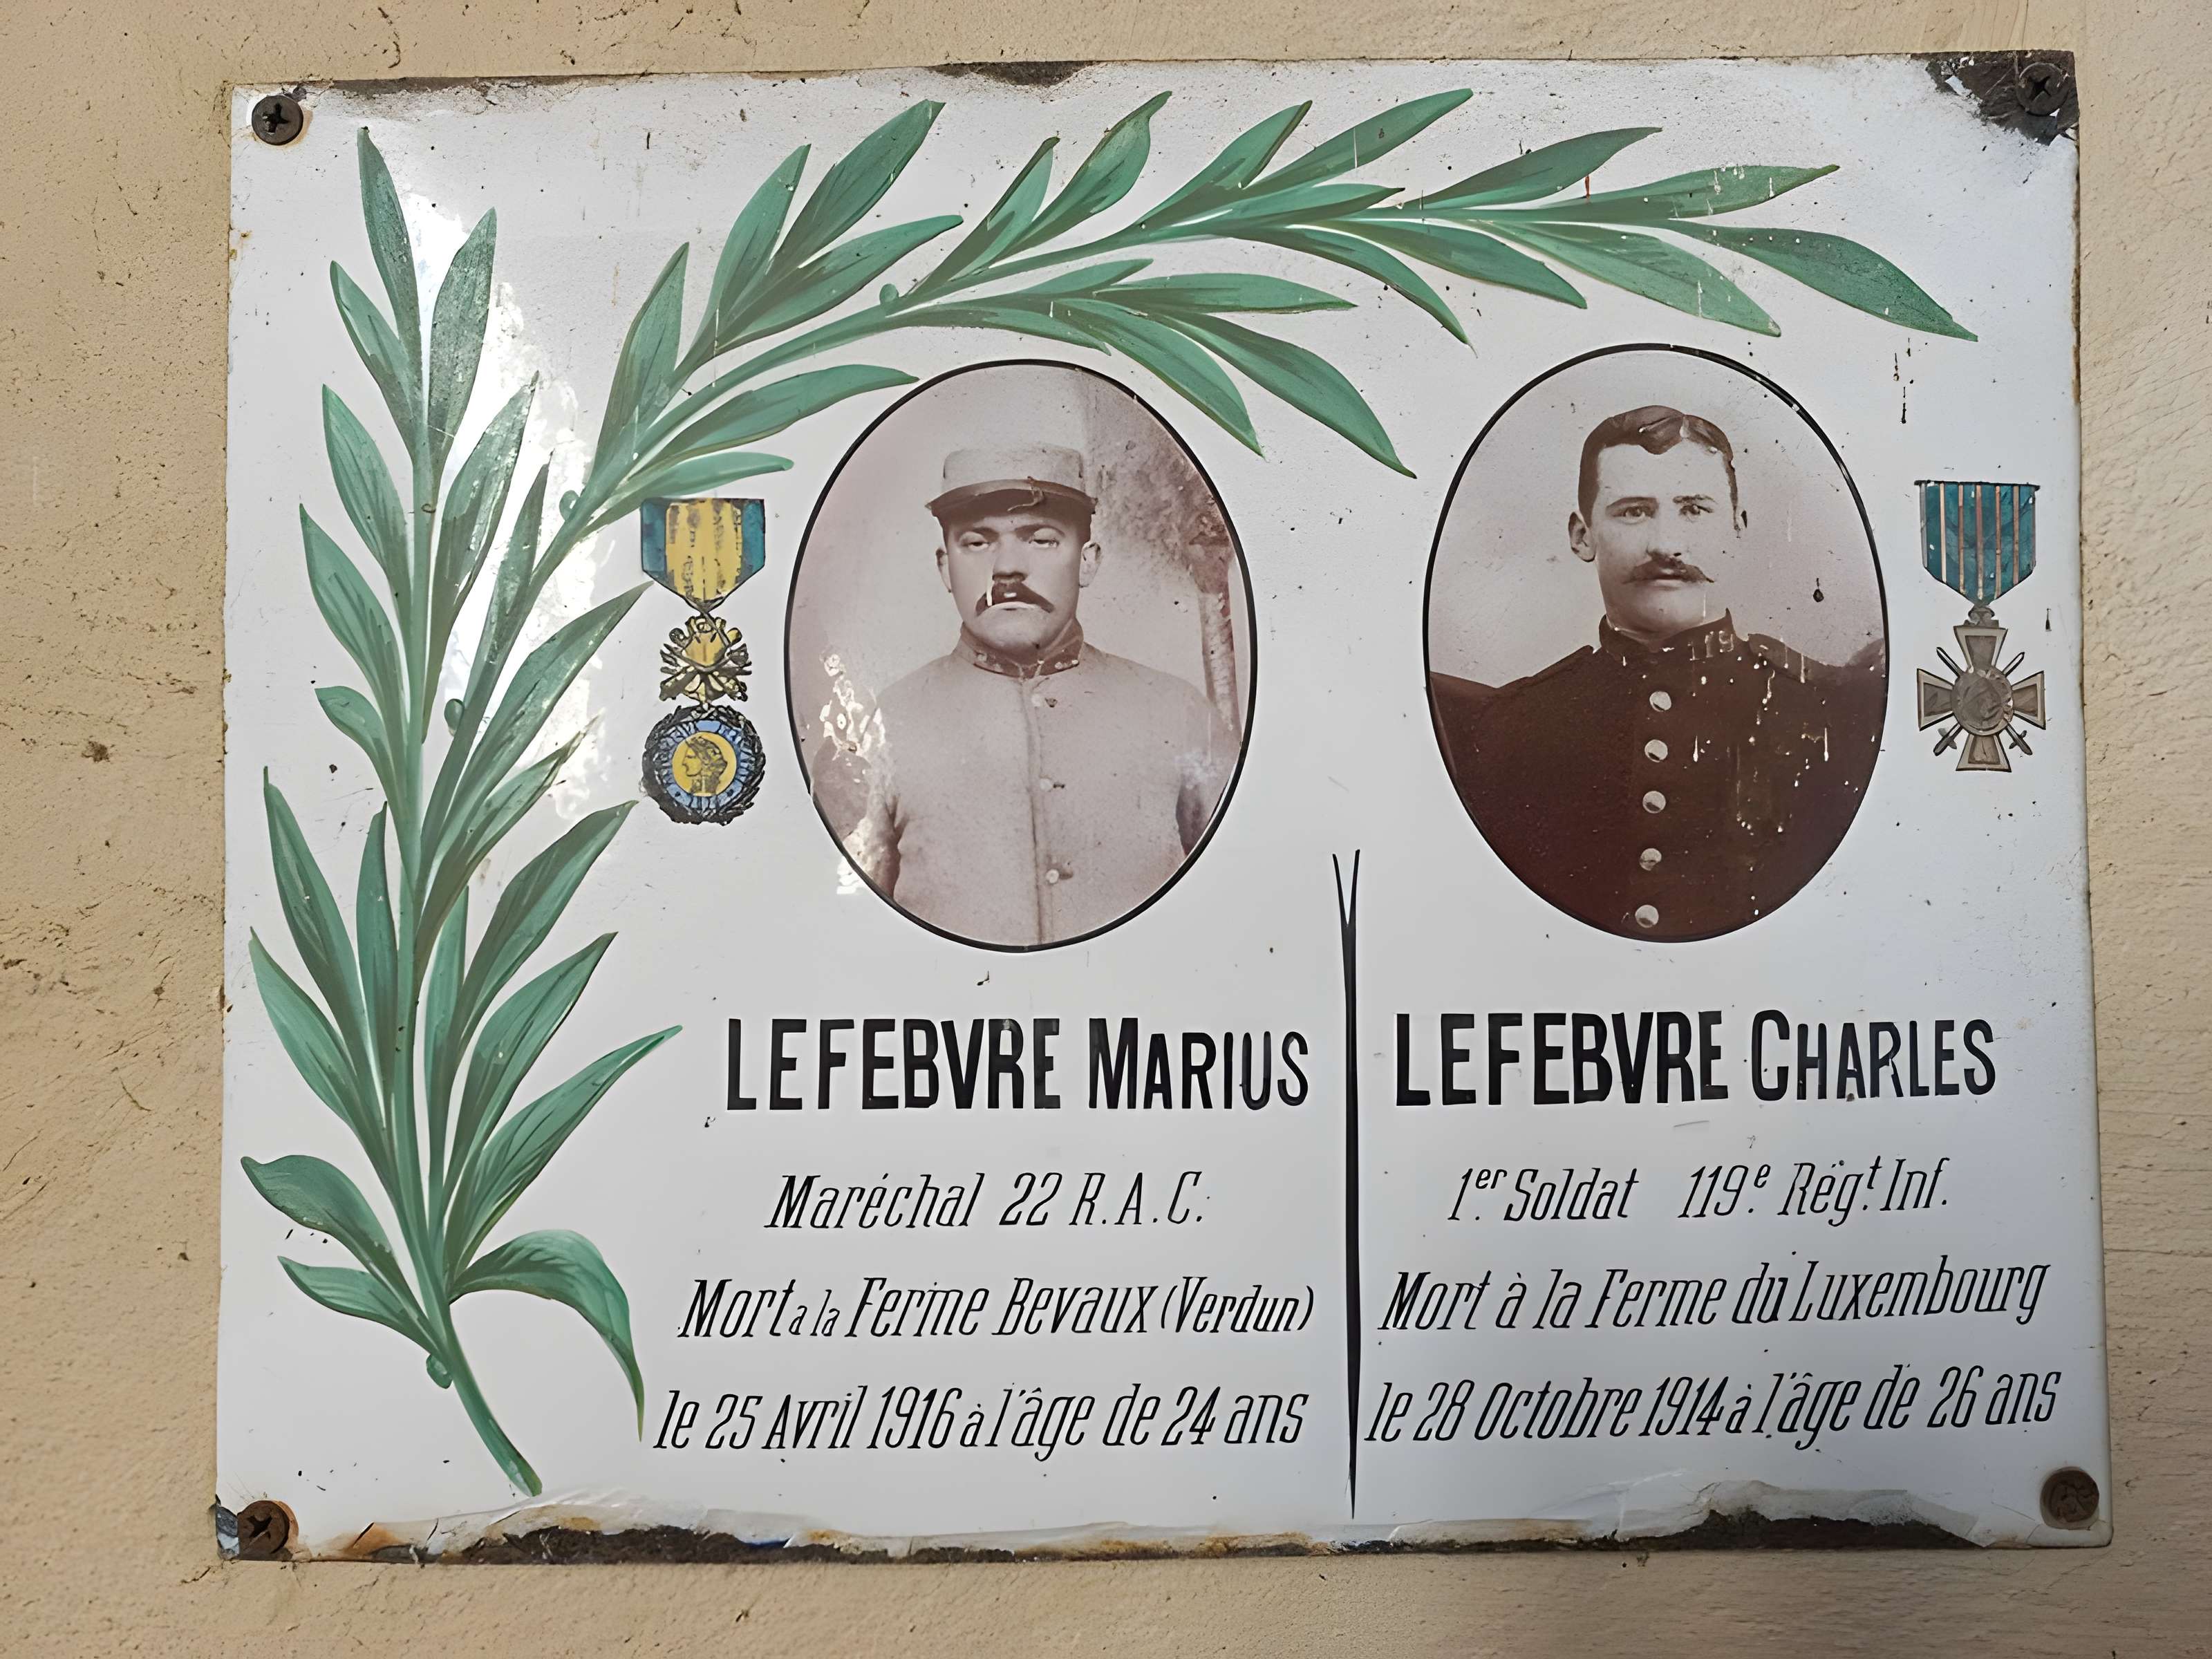 119
LEFEBVRE MARIUS
Maréchal 22 R.A.C.
Mort a la Ferme Bevaux (Verdun)
le 25 Avril 1916 à l'âge de 24 ans
LEFEBVRE CHARLES
1er Soldat 119e Régt Inf.
Mort à la Ferme du Luxembourg
le 28 Octobre 1914 à l'âge de 26 ans